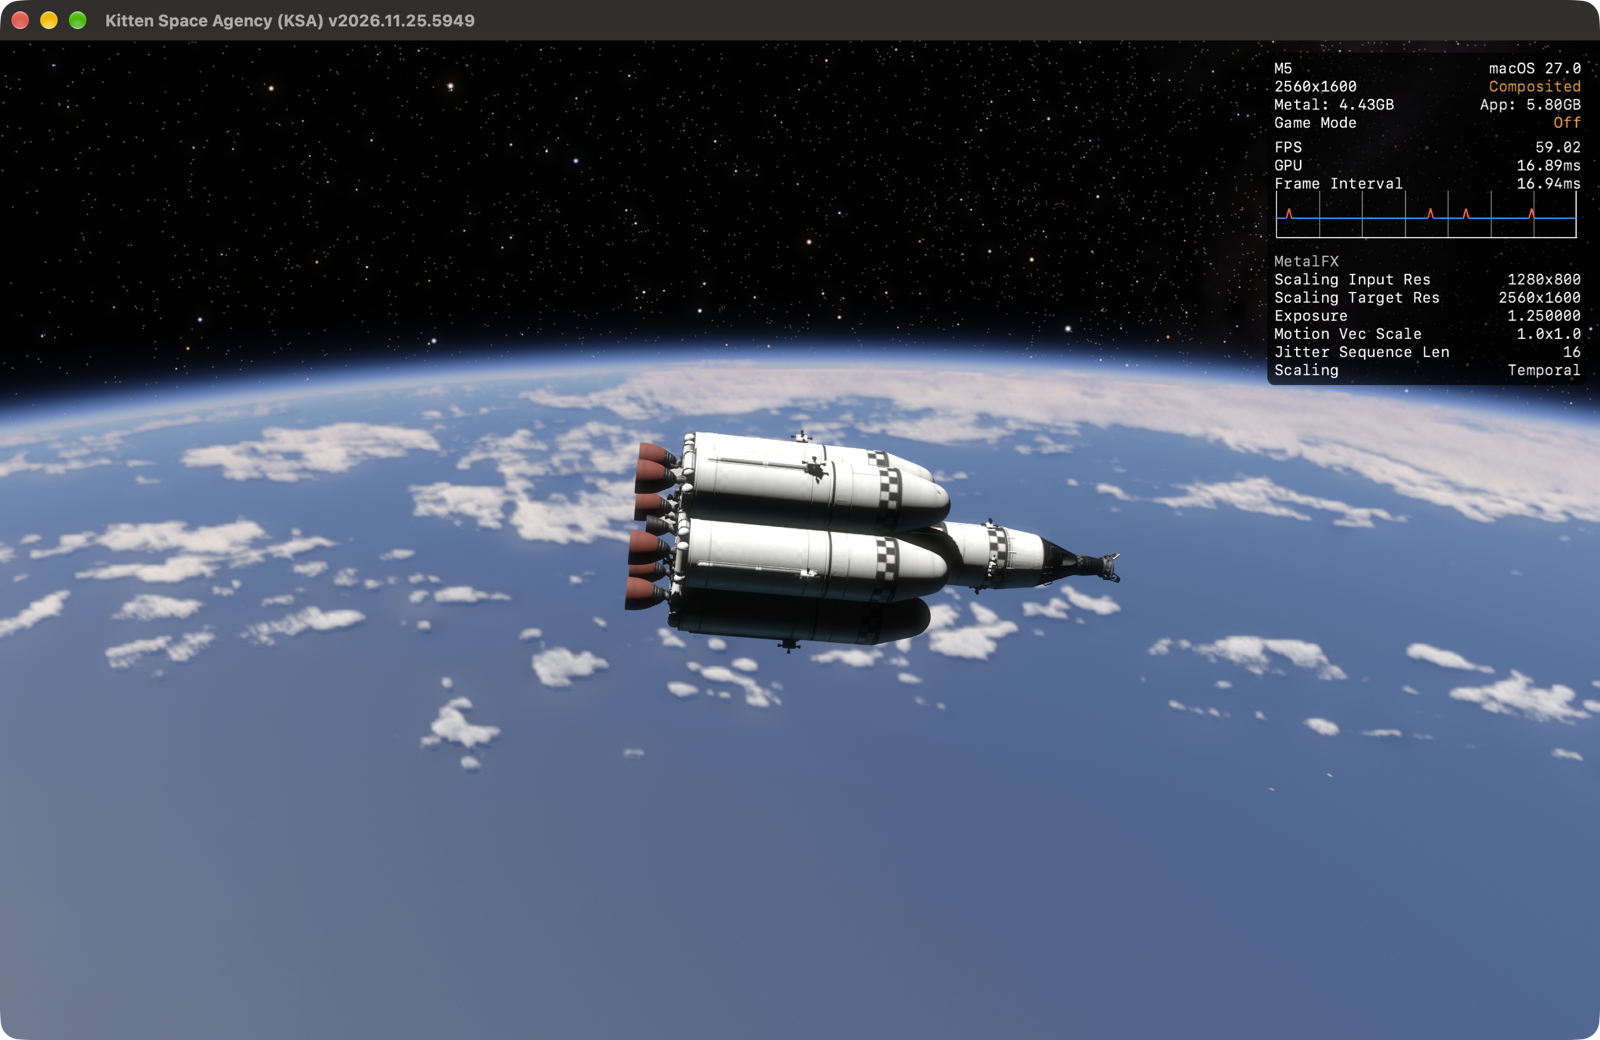 Kitten Space Agency (KSA) v2026.11.25.5949
M5 macOS 27.0
2560x1600 Composited
Metal: 4.43GB App: 5.80GB
Game Mode Off
FPS 59.02
GPU 16.89ms
Frame Interval 16.94ms
MetalFX
Scaling Input Res 1280x800
Scaling Target Res 2560x1600
Exposure 1.250000
Motion Vec Scale 1.0x1.0
Jitter Sequence Len 16
Scaling Temporal